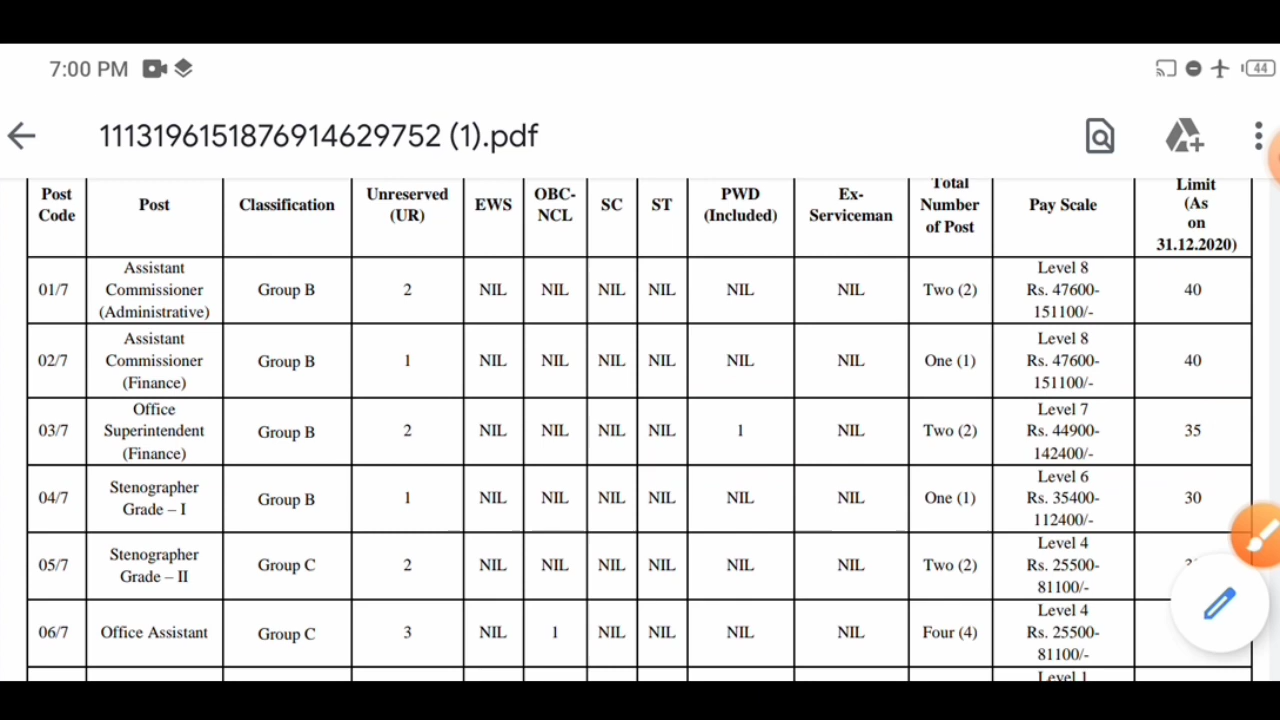 7:00 PM
44
1113196151876914629752 (1).pdf
Post Code | Post | Classification | Unreserved (UR) | EWS | OBC-NCL | SC | ST | PWD (Included) | Ex-Serviceman | Total Number of Post | Pay Scale | Limit (As on 31.12.2020)
01/7 | Assistant Commissioner (Administrative) | Group B | 2 | NIL | NIL | NIL | NIL | NIL | NIL | Two (2) | Level 8 Rs. 47600-151100/- | 40
02/7 | Assistant Commissioner (Finance) | Group B | 1 | NIL | NIL | NIL | NIL | NIL | NIL | One (1) | Level 8 Rs. 47600-151100/- | 40
03/7 | Office Superintendent (Finance) | Group B | 2 | NIL | NIL | NIL | NIL | 1 | NIL | Two (2) | Level 7 Rs. 44900-142400/- | 35
04/7 | Stenographer Grade – I | Group B | 1 | NIL | NIL | NIL | NIL | NIL | NIL | One (1) | Level 6 Rs. 35400-112400/- | 30
05/7 | Stenographer Grade – II | Group C | 2 | NIL | NIL | NIL | NIL | NIL | NIL | Two (2) | Level 4 Rs. 25500-81100/-
06/7 | Office Assistant | Group C | 3 | NIL | 1 | NIL | NIL | NIL | NIL | Four (4) | Level 4 Rs. 25500-81100/-
Level 1